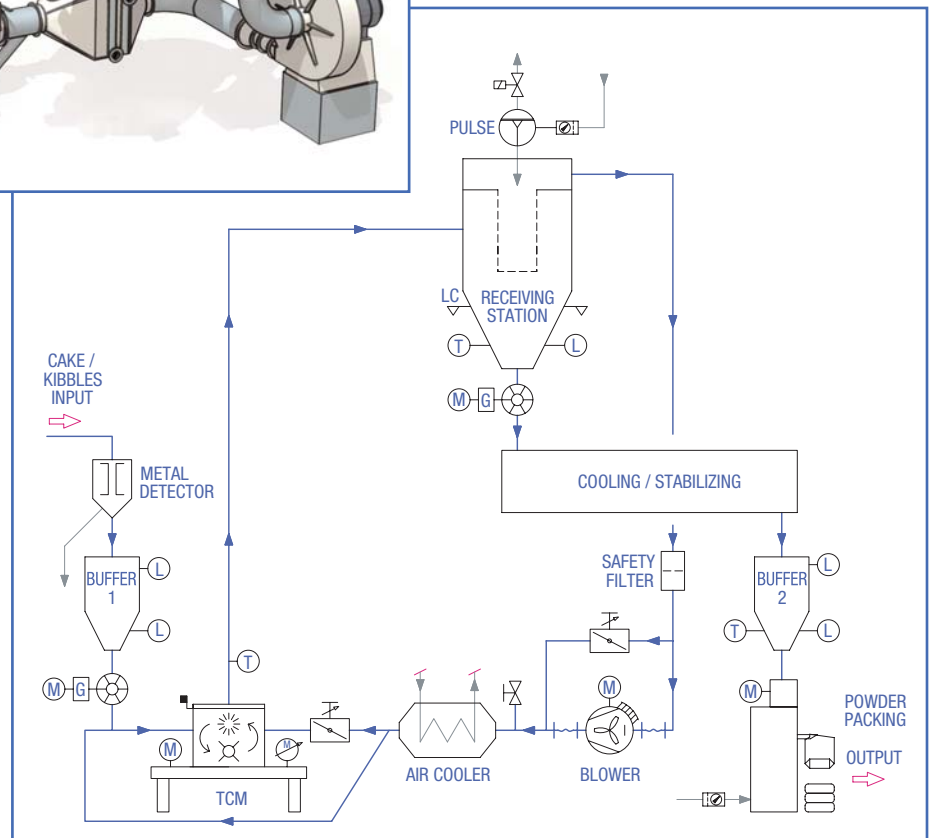 PULSE
LC
RECEIVING
STATION
T
L
M
G
CAKE /
KIBBLES
INPUT
METAL
DETECTOR
COOLING / STABILIZING
BUFFER
1
L
L
SAFETY
FILTER
BUFFER
2
L
T
L
T
M
G
M
M
M
M
POWDER
PACKING
OUTPUT
TCM
AIR COOLER
BLOWER